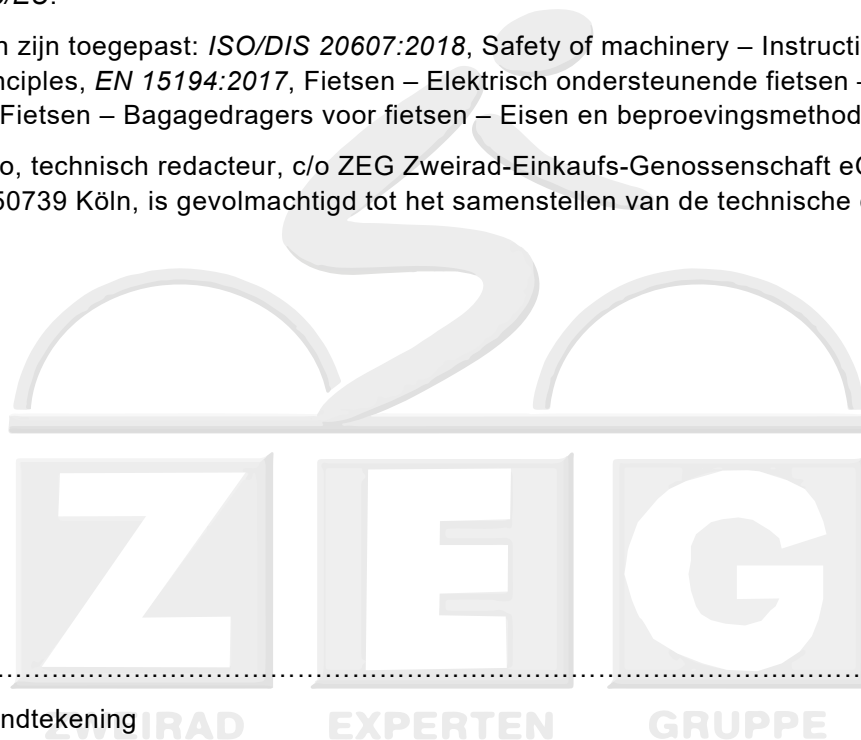 n zijn toegepast: ISO/DIS 20607:2018, Safety of machinery – Instructi
nciples, EN 15194:2017, Fietsen – Elektrisch ondersteunende fietsen –
Fietsen – Bagagedragers voor fietsen – Eisen en beproevingsmethod
o, technisch redacteur, c/o ZEG Zweirad-Einkaufs-Genossenschaft eG
50739 Köln, is gevolmachtigd tot het samenstellen van de technische
ZEG
ndtekening
ZWEIRAD EXPERTEN GRUPPE